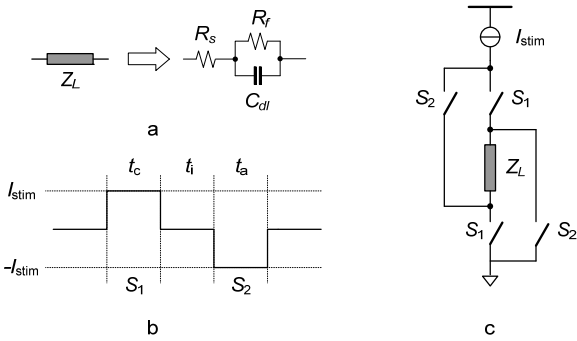 Z_L
R_s
R_f
C_dl
a
t_c t_i t_a
I_stim
-I_stim
S_1 S_2
b
I_stim
S_2 S_1
Z_L
S_1 S_2
c